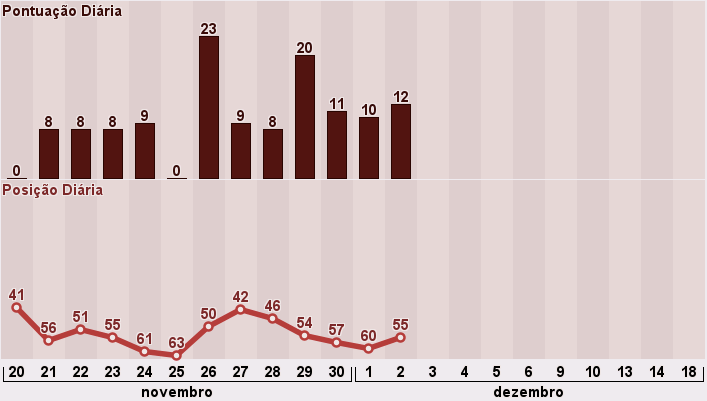 Pontuação Diária
0 8 8 8 9 0 23 9 8 20 11 10 12
Posição Diária
41 56 51 55 61 63 50 42 46 54 57 60 55
20 21 22 23 24 25 26 27 28 29 30 1 2 3 4 5 6 9 10 13 14 18
novembro dezembro